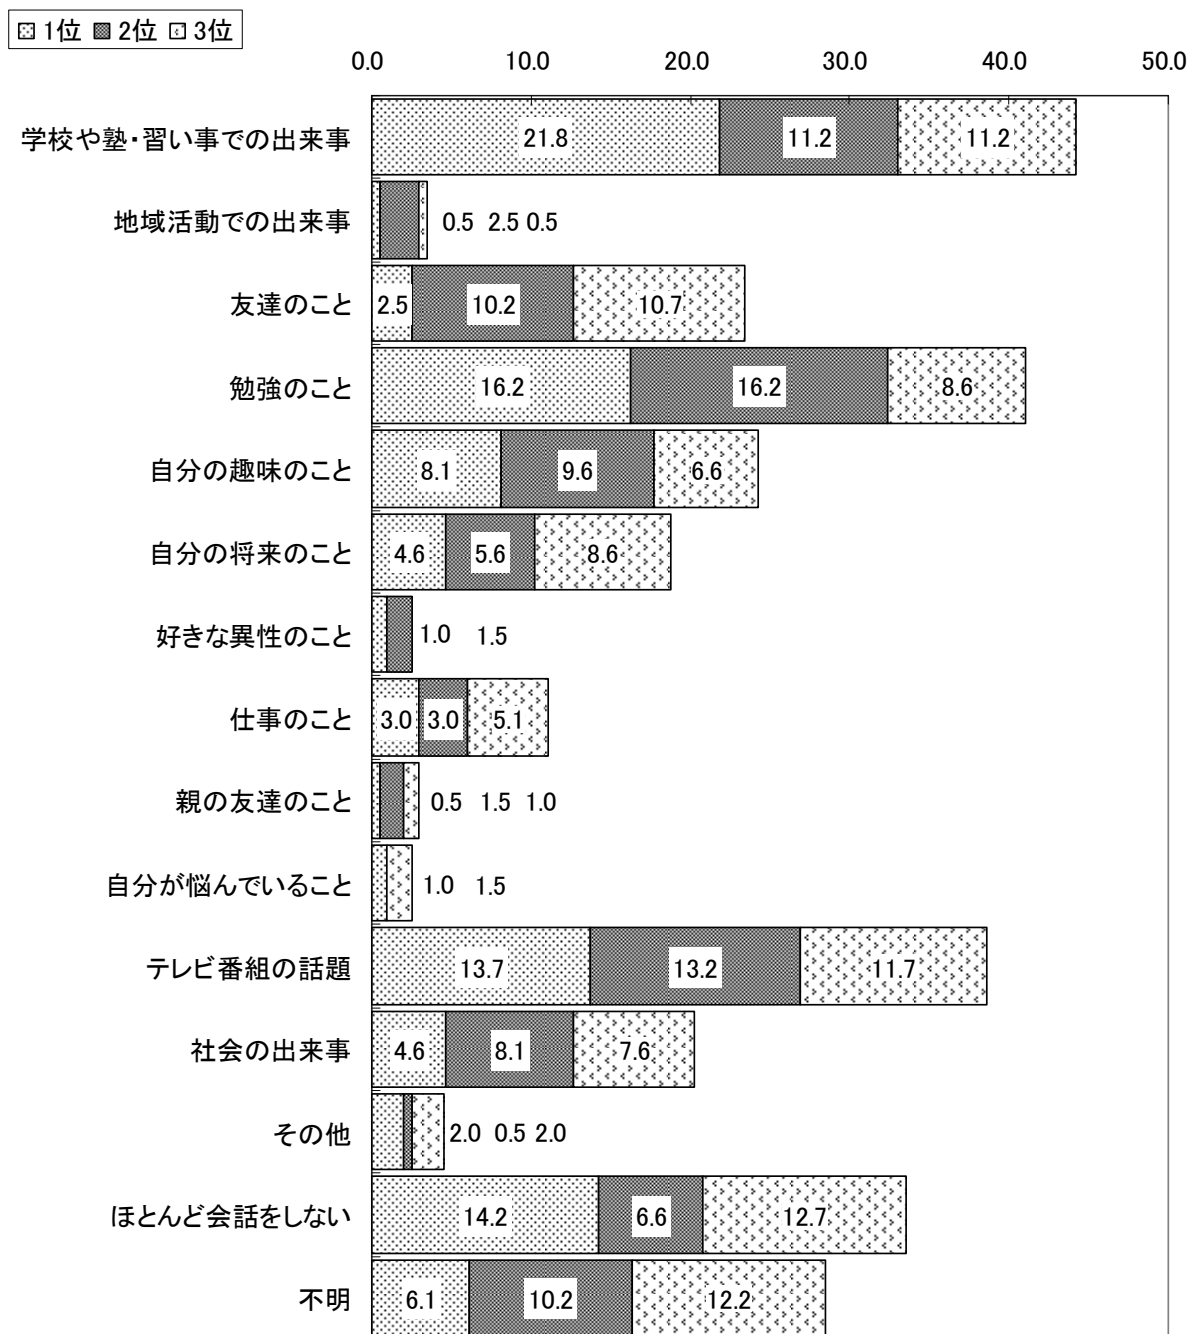 1位 2位 3位
0.0 10.0 20.0 30.0 40.0 50.0
学校や塾・習い事での出来事 21.8 11.2 11.2
地域活動での出来事 0.5 2.5 0.5
友達のこと 2.5 10.2 10.7
勉強のこと 16.2 16.2 8.6
自分の趣味のこと 8.1 9.6 6.6
自分の将来のこと 4.6 5.6 8.6
好きな異性のこと 1.0 1.5
仕事のこと 3.0 3.0 5.1
親の友達のこと 0.5 1.5 1.0
自分が悩んでいること 1.0 1.5
テレビ番組の話題 13.7 13.2 11.7
社会の出来事 4.6 8.1 7.6
その他 2.0 0.5 2.0
ほとんど会話をしない 14.2 6.6 12.7
不明 6.1 10.2 12.2